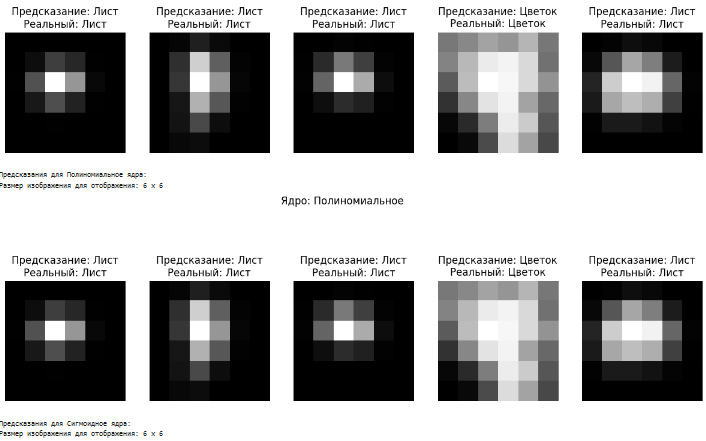 Предсказание: Лист
Реальный: Лист
Предсказание: Лист
Реальный: Лист
Предсказание: Лист
Реальный: Лист
Предсказание: Цветок
Реальный: Цветок
Предсказание: Лист
Реальный: Лист
Предсказания для Полиномиальное ядра:
Размер изображения для отображения: 6 x 6
Ядро: Полиномиальное
Предсказание: Лист
Реальный: Лист
Предсказание: Лист
Реальный: Лист
Предсказание: Лист
Реальный: Лист
Предсказание: Цветок
Реальный: Цветок
Предсказание: Лист
Реальный: Лист
Предсказания для Сигмоидное ядра:
Размер изображения для отображения: 6 x 6